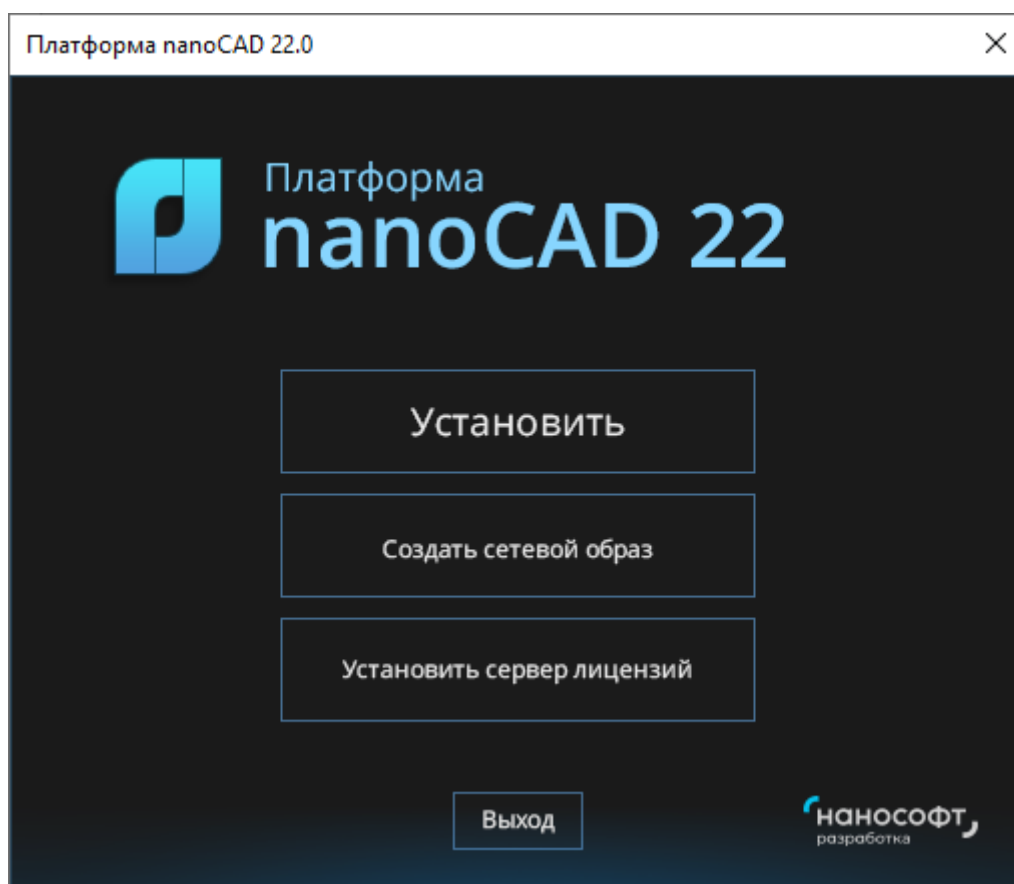 Платформа nanoCAD 22.0
Платформа
nanoCAD 22
Установить
Создать сетевой образ
Установить сервер лицензий
Выход
нанософт
разработка